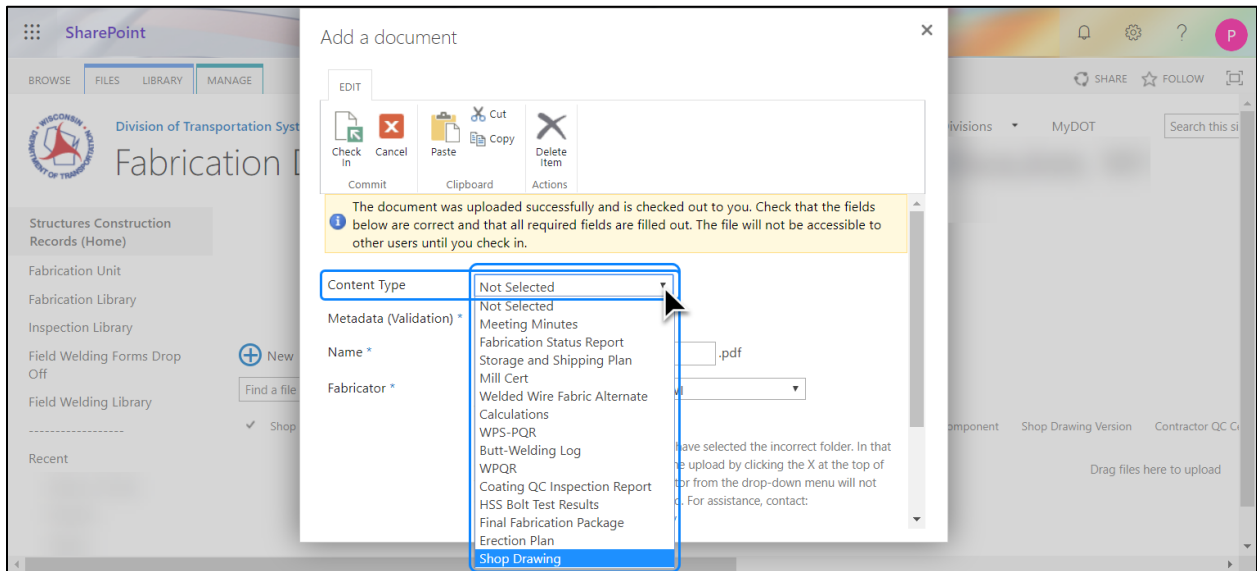 SharePoint
BROWSE FILES LIBRARY MANAGE
SHARE FOLLOW
WISCONSIN
DEPARTMENT OF TRANSPORTATION
Division of Transportation Syst
Fabrication
ivisions
MyDOT
Search this si
Structures Construction
Records (Home)
Fabrication Unit
Fabrication Library
Inspection Library
Field Welding Forms Drop
Off
Field Welding Library
------------------
Recent
New
Find a file
Shop
Add a document
EDIT
Check
In
Cancel
Paste
Cut
Copy
Delete
Item
Commit
Clipboard
Actions
The document was uploaded successfully and is checked out to you. Check that the fields
below are correct and that all required fields are filled out. The file will not be accessible to
other users until you check in.
Content Type
Not Selected
Not Selected
Meeting Minutes
Fabrication Status Report
Storage and Shipping Plan
Mill Cert
Welded Wire Fabric Alternate
Calculations
WPS-PQR
Butt-Welding Log
WPQR
Coating QC Inspection Report
HSS Bolt Test Results
Final Fabrication Package
Erection Plan
Shop Drawing
Metadata (Validation) *
Name *
.pdf
Fabricator *
have selected the incorrect folder. In that
upload by clicking the X at the top of
from the drop-down menu will not
For assistance, contact:
omponent
Shop Drawing Version
Contractor QC Ce
Drag files here to upload
P